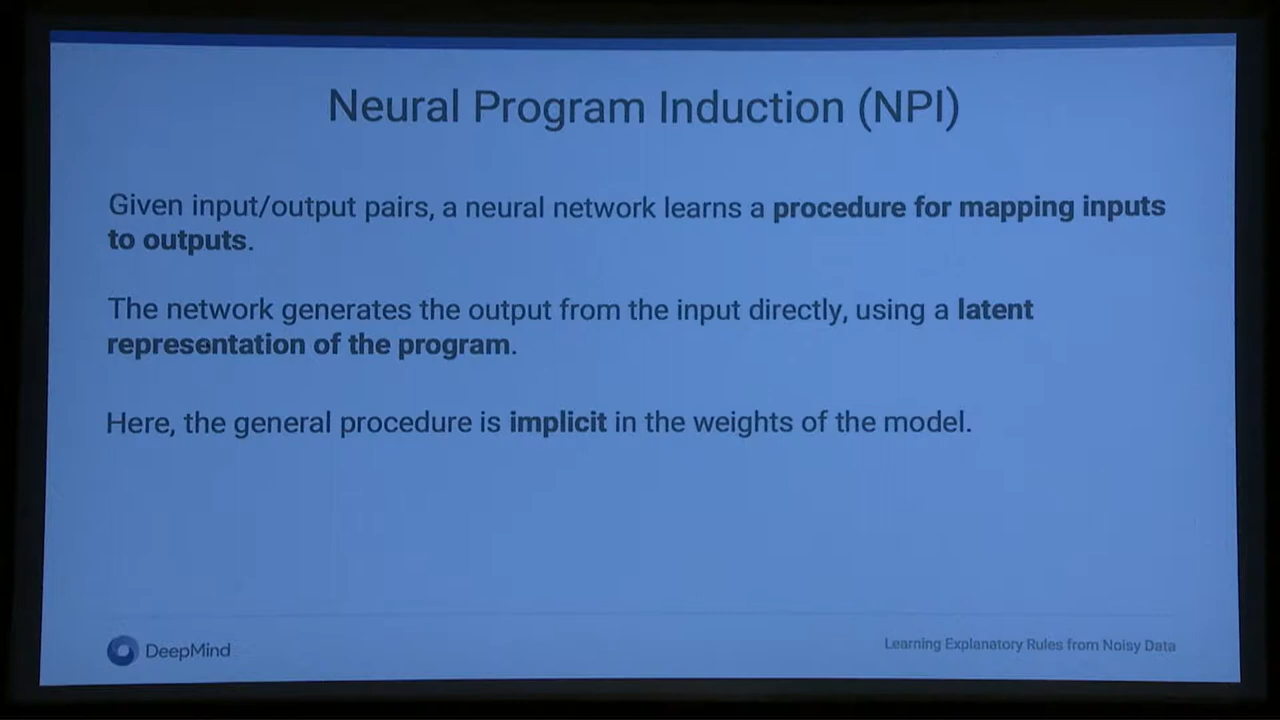 Neural Program Induction (NPI)
Given input/output pairs, a neural network learns a procedure for mapping inputs
to outputs.
The network generates the output from the input directly, using a latent
representation of the program.
Here, the general procedure is implicit in the weights of the model.
DeepMind
Learning Explanatory Rules from Noisy Data